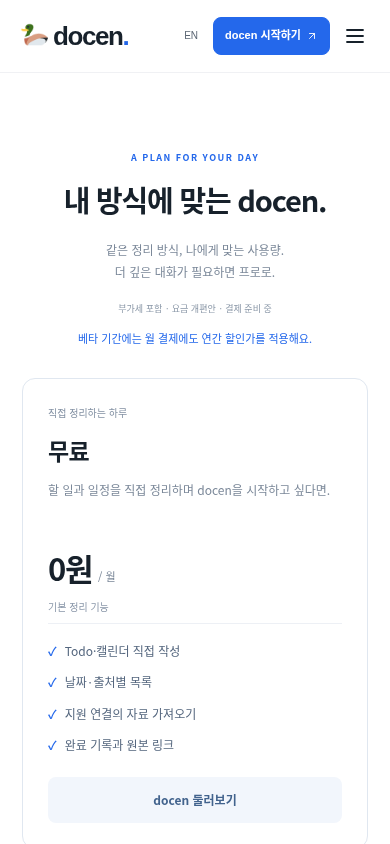 docen.
EN
docen 시작하기
A PLAN FOR YOUR DAY
내 방식에 맞는 docen.
같은 정리 방식, 나에게 맞는 사용량.
더 깊은 대화가 필요하면 프로로.
부가세 포함 · 요금 개편안 · 결제 준비 중
베타 기간에는 월 결제에도 연간 할인가를 적용해요.
직접 정리하는 하루
무료
할 일과 일정을 직접 정리하며 docen을 시작하고 싶다면.
0원 / 월
기본 정리 기능
✓ Todo·캘린더 직접 작성
✓ 날짜·출처별 목록
✓ 지원 연결의 자료 가져오기
✓ 완료 기록과 원본 링크
docen 둘러보기